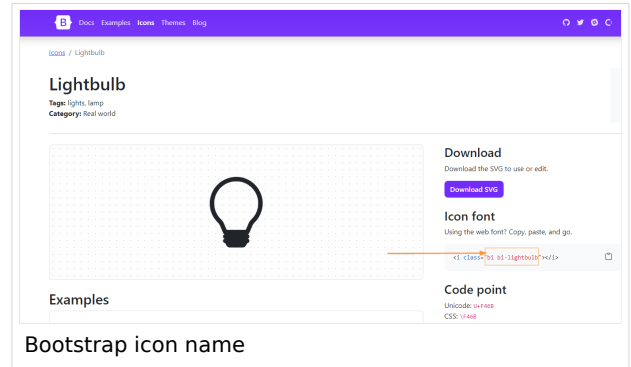 B Docs Examples Icons Themes Blog
Icons / Lightbulb
Lightbulb
Tags: lights, lamp
Category: Real world
Download
Download the SVG to use or edit.
Download SVG
Icon font
Using the web font? Copy, paste, and go.
<i class="bi bi-lightbulb"></i>
Code point
Unicode: U+F46B
CSS: \F46B
Examples
Bootstrap icon name